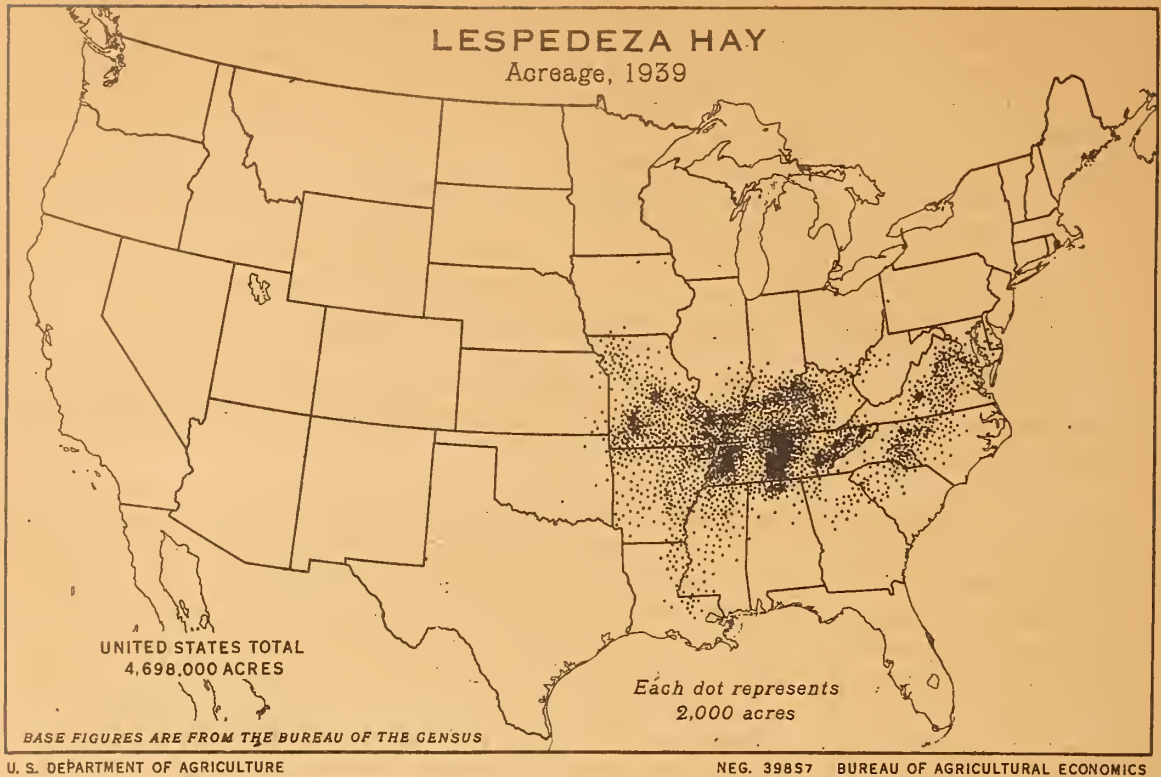 LESPEDEZA HAY
Acreage, 1939
UNITED STATES TOTAL
4,698,000 ACRES
Each dot represents
2,000 acres
BASE FIGURES ARE FROM THE BUREAU OF THE CENSUS
U. S. DEPARTMENT OF AGRICULTURE
NEG. 39857 BUREAU OF AGRICULTURAL ECONOMICS